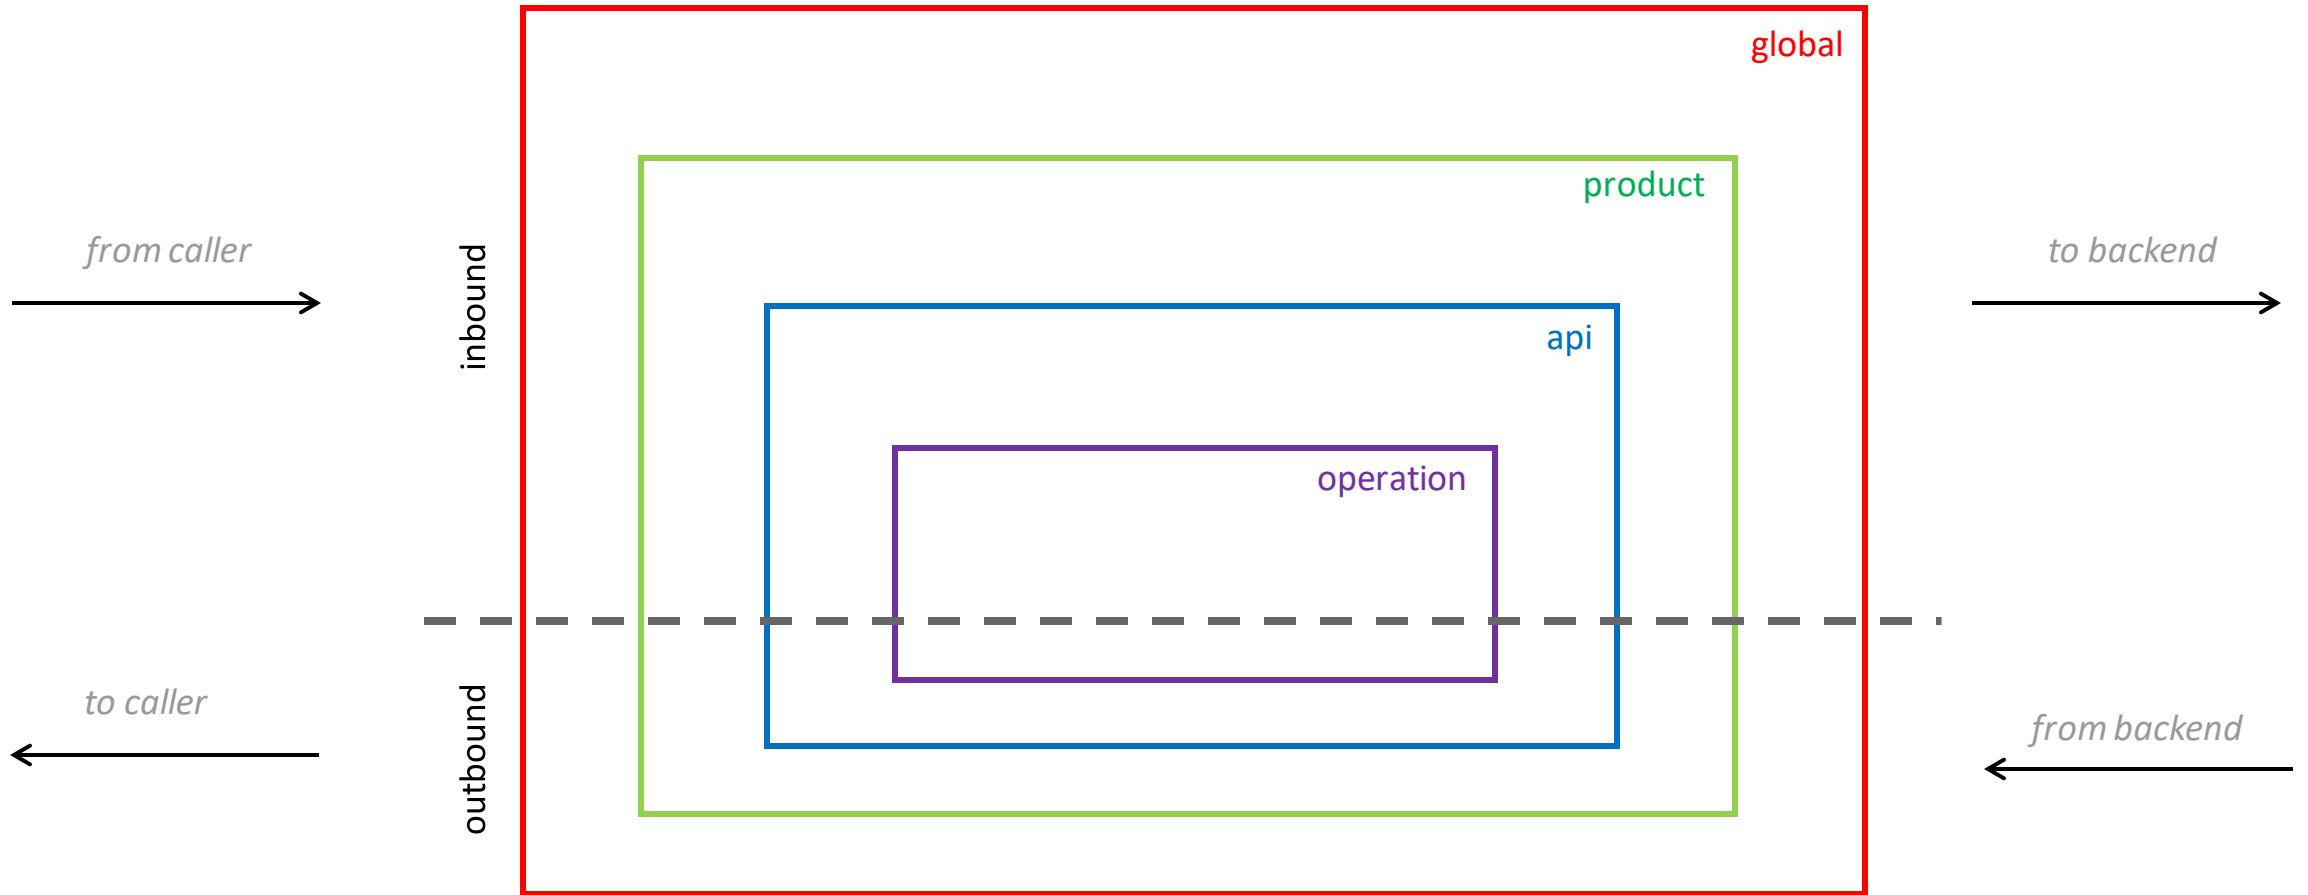 global
product
from caller
to backend
inbound
api
operation
to caller
outbound
from backend